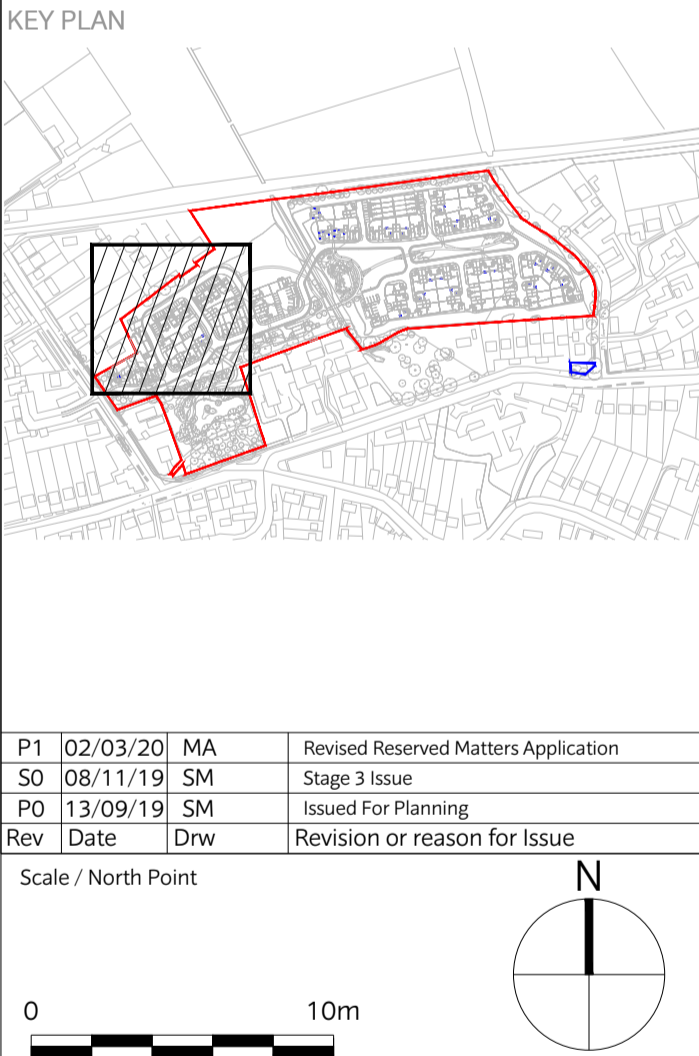 KEY PLAN
P1 02/03/20 MA Revised Reserved Matters Application
S0 08/11/19 SM Stage 3 Issue
P0 13/09/19 SM Issued For Planning
Rev Date Drw Revision or reason for Issue
Scale / North Point
N
0 10m